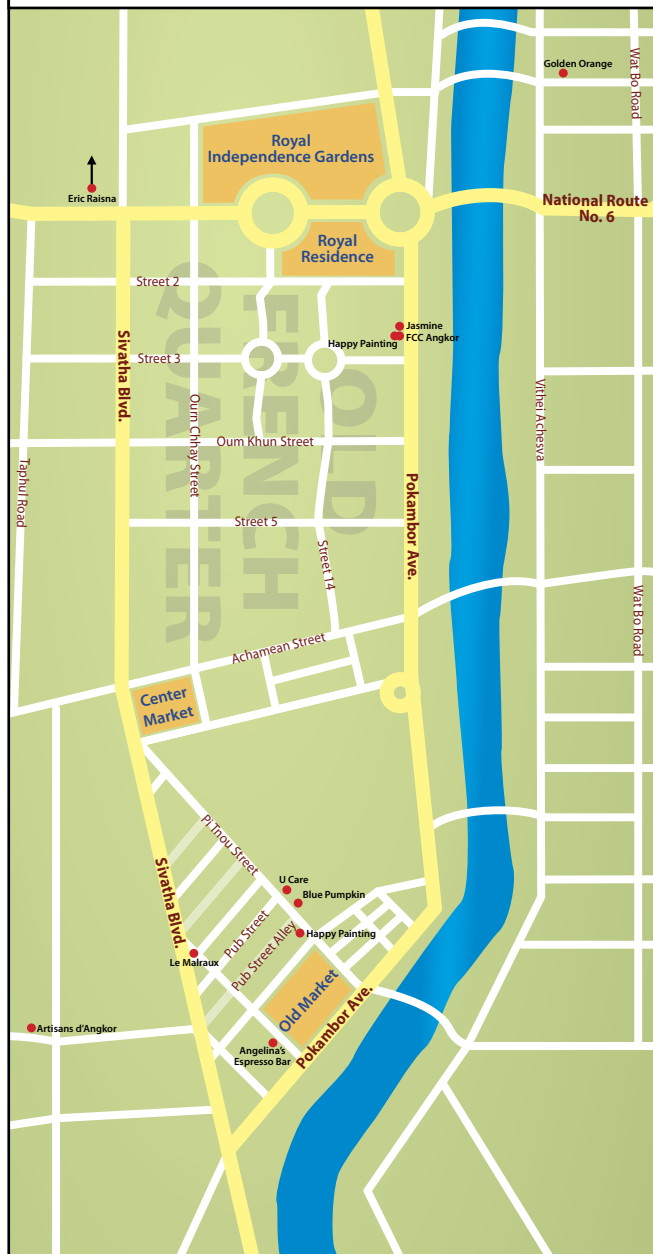 Golden Orange
Wat Bo Road
Royal
Independence Gardens
Eric Raisna
National Route
No. 6
Royal
Residence
Street 2
Jasmine
FCC Angkor
Happy Painting
Sivatha Blvd.
Street 3
OLD
FRENCH
QUARTER
Oum Chhay Street
Vithei Achesva
Oum Khun Street
Taphul Road
Pokambor Ave.
Street 5
Street 14
Wat Bo Road
Achamean Street
Center
Market
Pi Tnou Street
Sivatha Blvd.
U Care
Blue Pumpkin
Pub Street
Happy Painting
Pub Street Alley
Le Malraux
Old Market
Pokambor Ave.
Artisans d'Angkor
Angelina's
Espresso Bar